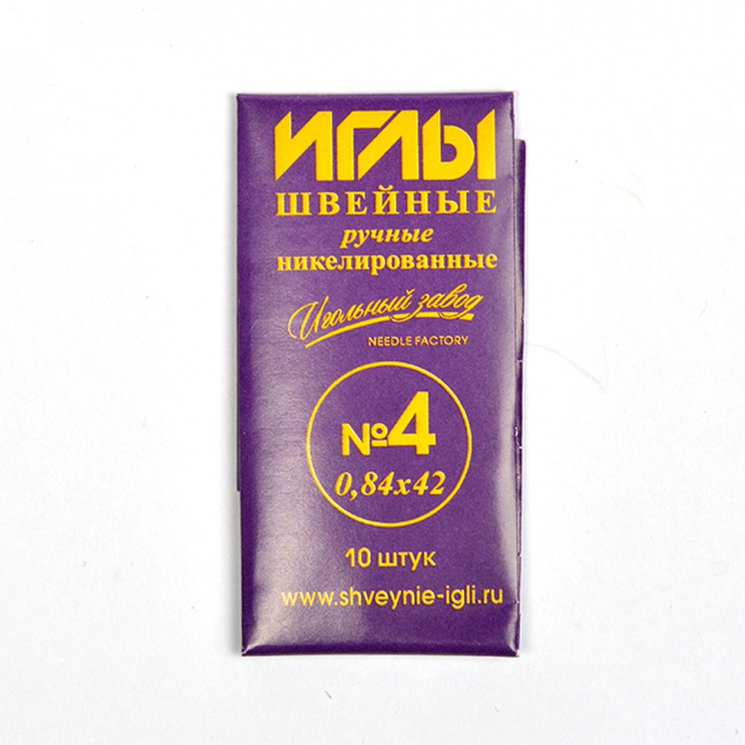 ИГЛЫ
ШВЕЙНЫЕ
ручные
никелированные
Игольный завод
NEEDLE FACTORY
№4
0,84х42
10 штук
www.shveynie-igli.ru